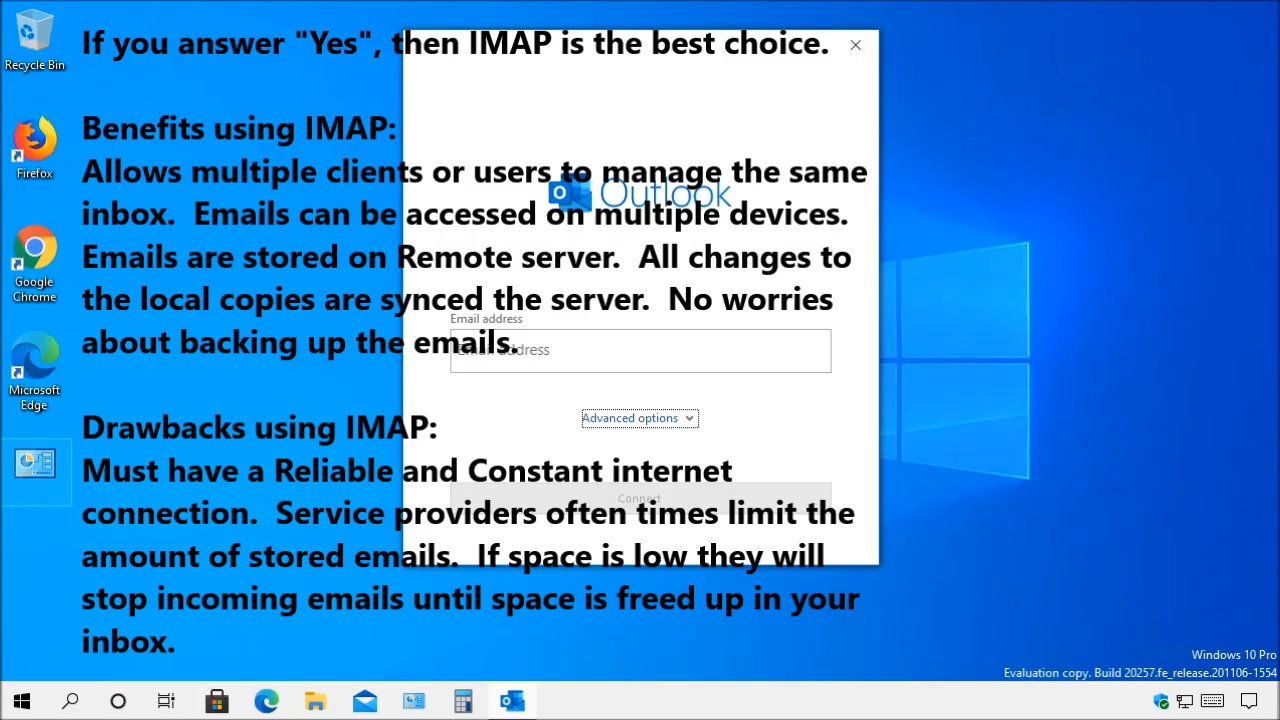 If you answer "Yes", then IMAP is the best choice.
Recycle Bin
Benefits using IMAP:
Allows multiple clients or users to manage the same
inbox.  Emails can be accessed on multiple devices.
Emails are stored on Remote server.  All changes to
the local copies are synced the server.  No worries
about backing up the emails.
Outlook
Firefox
Google
Chrome
Email address
Email address
Microsoft
Edge
Advanced options
Drawbacks using IMAP:
Must have a Reliable and Constant internet
connection.  Service providers often times limit the
amount of stored emails.  If space is low they will
stop incoming emails until space is freed up in your
inbox.
Connect
Windows 10 Pro
Evaluation copy. Build 20257.fe_release.201106-1554